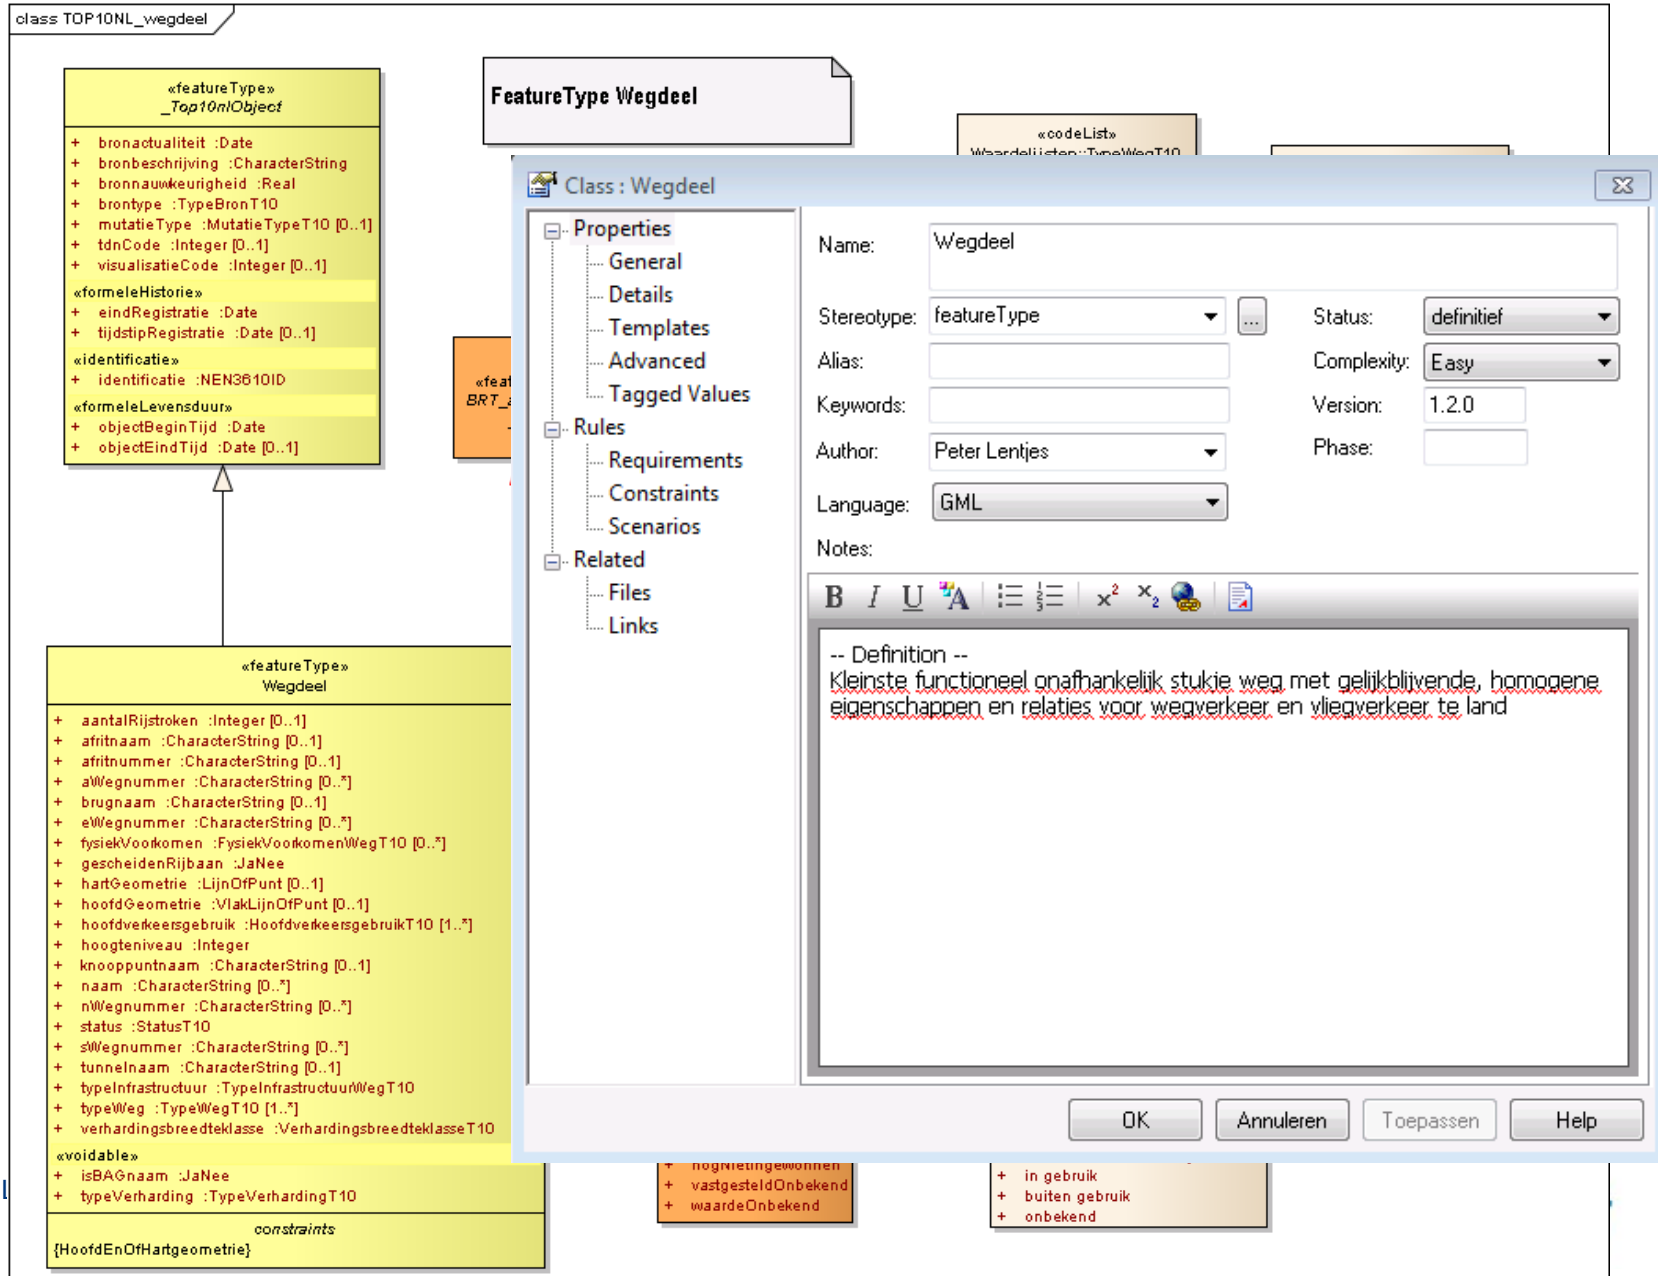 class TOP10NL_wegdeel
«featureType»
_Top10nlObject
+ bronactualiteit :Date
+ bronbeschrijving :CharacterString
+ bronnauwkeurigheid :Real
+ brontype :TypeBronT10
+ mutatieType :MutatieTypeT10 [0..1]
+ tdnCode :Integer [0..1]
+ visualisatieCode :Integer [0..1]
«formeleHistorie»
+ eindRegistratie :Date
+ tijdstipRegistratie :Date [0..1]
«identificatie»
+ identificatie :NEN3610ID
«formeleLevensduur»
+ objectBeginTijd :Date
+ objectEindTijd :Date [0..1]
FeatureType Wegdeel
«codeList»
Waardelijsten::TypeWegT10
«feat
BRT_a
«featureType»
Wegdeel
+ aantalRijstroken :Integer [0..1]
+ afritnaam :CharacterString [0..1]
+ afritnummer :CharacterString [0..1]
+ aWegnummer :CharacterString [0..*]
+ brugnaam :CharacterString [0..1]
+ eWegnummer :CharacterString [0..*]
+ fysiekVoorkomen :FysiekVoorkomenWegT10 [0..*]
+ gescheidenRijbaan :JaNee
+ hartGeometrie :LijnOfPunt [0..1]
+ hoofdGeometrie :VlakLijnOfPunt [0..1]
+ hoofdverkeersgebruik :HoofdverkeersgebruikT10 [1..*]
+ hoogteniveau :Integer
+ knooppuntnaam :CharacterString [0..1]
+ naam :CharacterString [0..*]
+ nWegnummer :CharacterString [0..*]
+ status :StatusT10
+ sWegnummer :CharacterString [0..*]
+ tunnelnaam :CharacterString [0..1]
+ typeInfrastructuur :TypeInfrastructuurWegT10
+ typeWeg :TypeWegT10 [1..*]
+ verhardingsbreedteklasse :VerhardingsbreedteklasseT10
«voidable»
+ isBAGnaam :JaNee
+ typeVerharding :TypeVerhardingT10
constraints
{HoofdEnOfHartgeometrie}
Class : Wegdeel
Properties
General
Details
Templates
Advanced
Tagged Values
Rules
Requirements
Constraints
Scenarios
Related
Files
Links
Name: Wegdeel
Stereotype: featureType ... Status: definitief
Alias: Complexity: Easy
Keywords: Version: 1.2.0
Author: Peter Lentjes Phase:
Language: GML
Notes:
B I U A x² x₂
-- Definition --
Kleinste functioneel onafhankelijk stukje weg met gelijkblijvende, homogene
eigenschappen en relaties voor wegverkeer en vliegverkeer te land
OK Annuleren Toepassen Help
+ nogNietIngewonnen
+ vastgesteldOnbekend
+ waardeOnbekend
+ in gebruik
+ buiten gebruik
+ onbekend